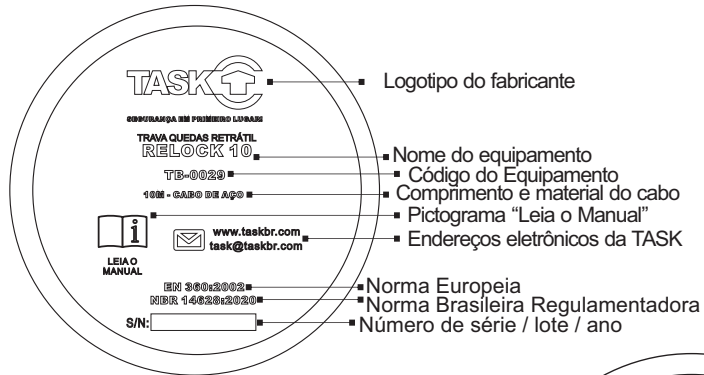 TASK
SEGURANÇA EM PRIMEIRO LUGAR!
TRAVA QUEDAS RETRÁTIL
RELOCK 10
TB-0029
10M - CABO DE AÇO
i
LEIA O
MANUAL
www.taskbr.com
task@taskbr.com
EN 360:2002
NBR 14628:2020
S/N:
Logotipo do fabricante
Nome do equipamento
Código do Equipamento
Comprimento e material do cabo
Pictograma “Leia o Manual”
Endereços eletrônicos da TASK
Norma Europeia
Norma Brasileira Regulamentadora
Número de série / lote / ano